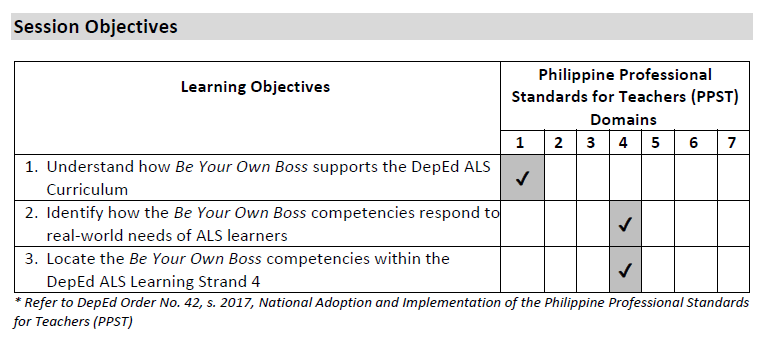 Session Objectives
Learning Objectives
Philippine Professional
Standards for Teachers (PPST)
Domains
1 2 3 4 5 6 7
1. Understand how Be Your Own Boss supports the DepEd ALS
Curriculum
✓
2. Identify how the Be Your Own Boss competencies respond to
real-world needs of ALS learners
✓
3. Locate the Be Your Own Boss competencies within the
DepEd ALS Learning Strand 4
✓
* Refer to DepEd Order No. 42, s. 2017, National Adoption and Implementation of the Philippine Professional Standards
for Teachers (PPST)